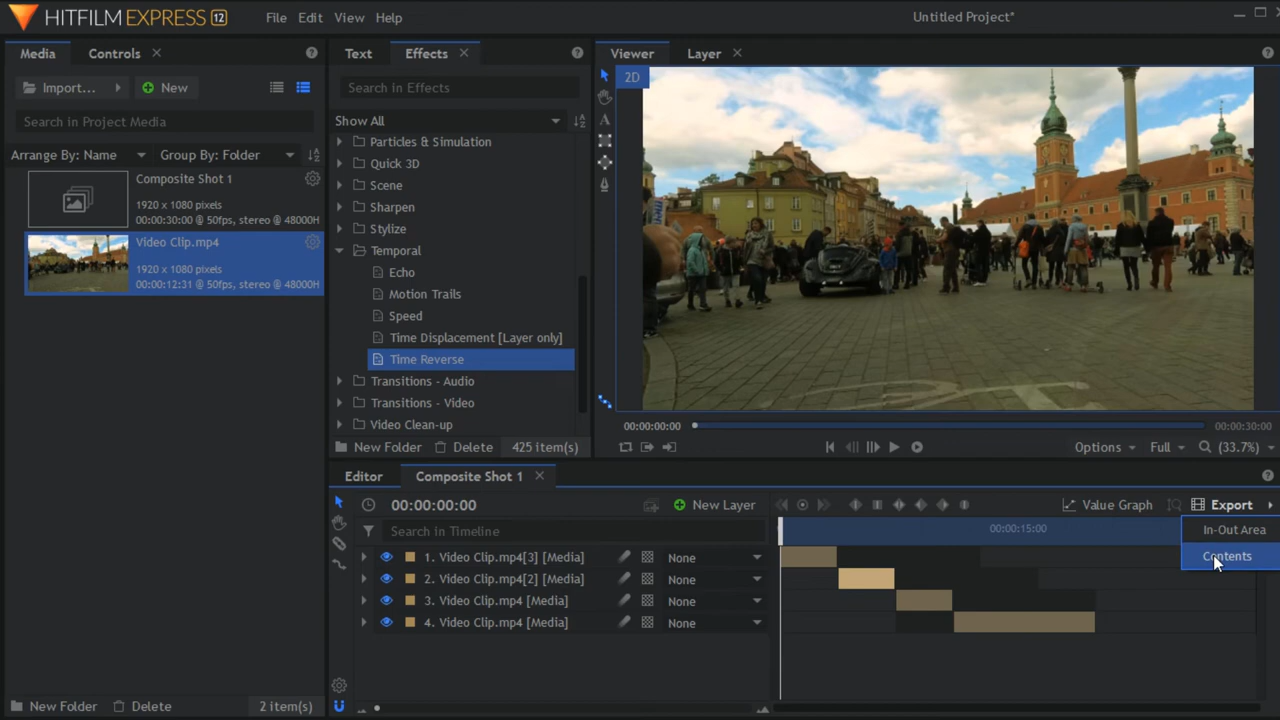 HITFILM EXPRESS 12 File Edit View Help Untitled Project*
Media Controls
Import... New
Search in Project Media
Arrange By: Name Group By: Folder
Composite Shot 1
1920 x 1080 pixels
00:00:30:00 @ 50fps, stereo @ 48000H
Video Clip.mp4
1920 x 1080 pixels
00:00:12:31 @ 50fps, stereo @ 48000H
New Folder Delete 2 item(s)
Text Effects
Search in Effects
Show All
Particles & Simulation
Quick 3D
Scene
Sharpen
Stylize
Temporal
Echo
Motion Trails
Speed
Time Displacement [Layer only]
Time Reverse
Transitions - Audio
Transitions - Video
Video Clean-up
New Folder Delete 425 item(s)
Viewer Layer
2D
00:00:00:00 00:00:30:00
Options Full (33.7%)
Editor Composite Shot 1
00:00:00:00 New Layer Value Graph Export
Search in Timeline 00:00:15:00 In-Out Area
1. Video Clip.mp4[3] [Media] None Contents
2. Video Clip.mp4[2] [Media] None
3. Video Clip.mp4 [Media] None
4. Video Clip.mp4 [Media] None